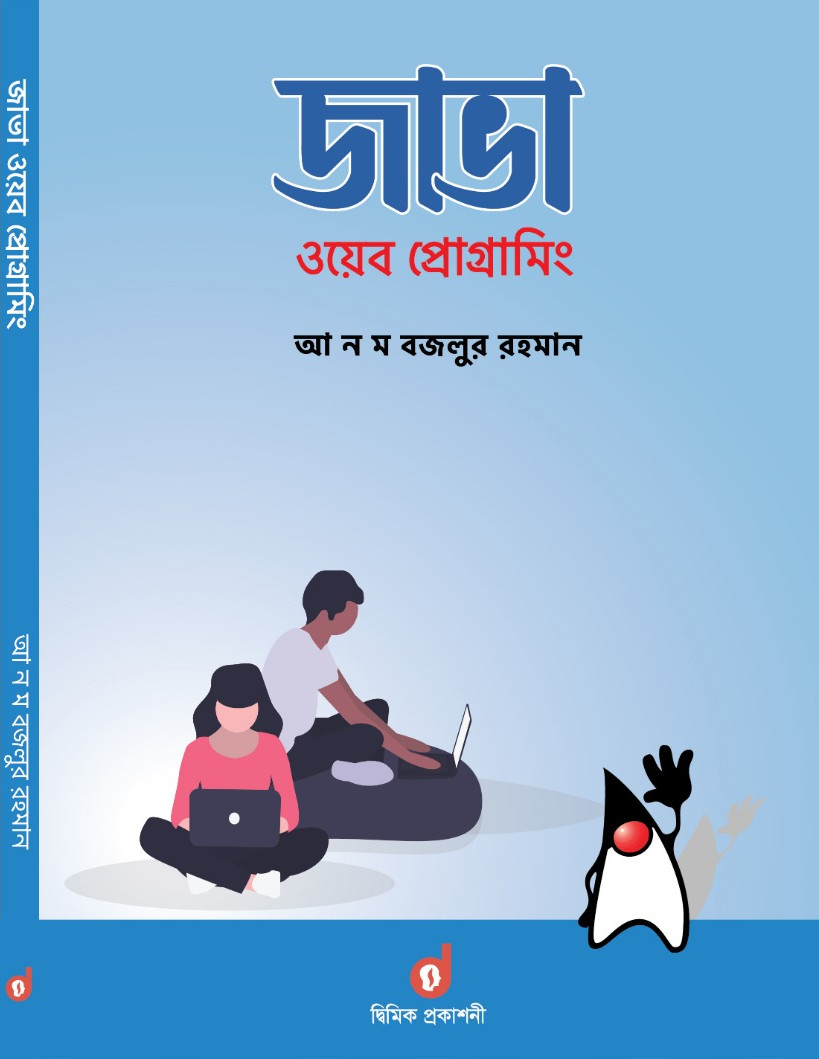 জাভা
ওয়েব প্রোগ্রামিং
আ ন ম বজলুর রহমান
দ্বিমিক প্রকাশনী
জাভা ওয়েব প্রোগ্রামিং
আ ন ম বজলুর রহমান